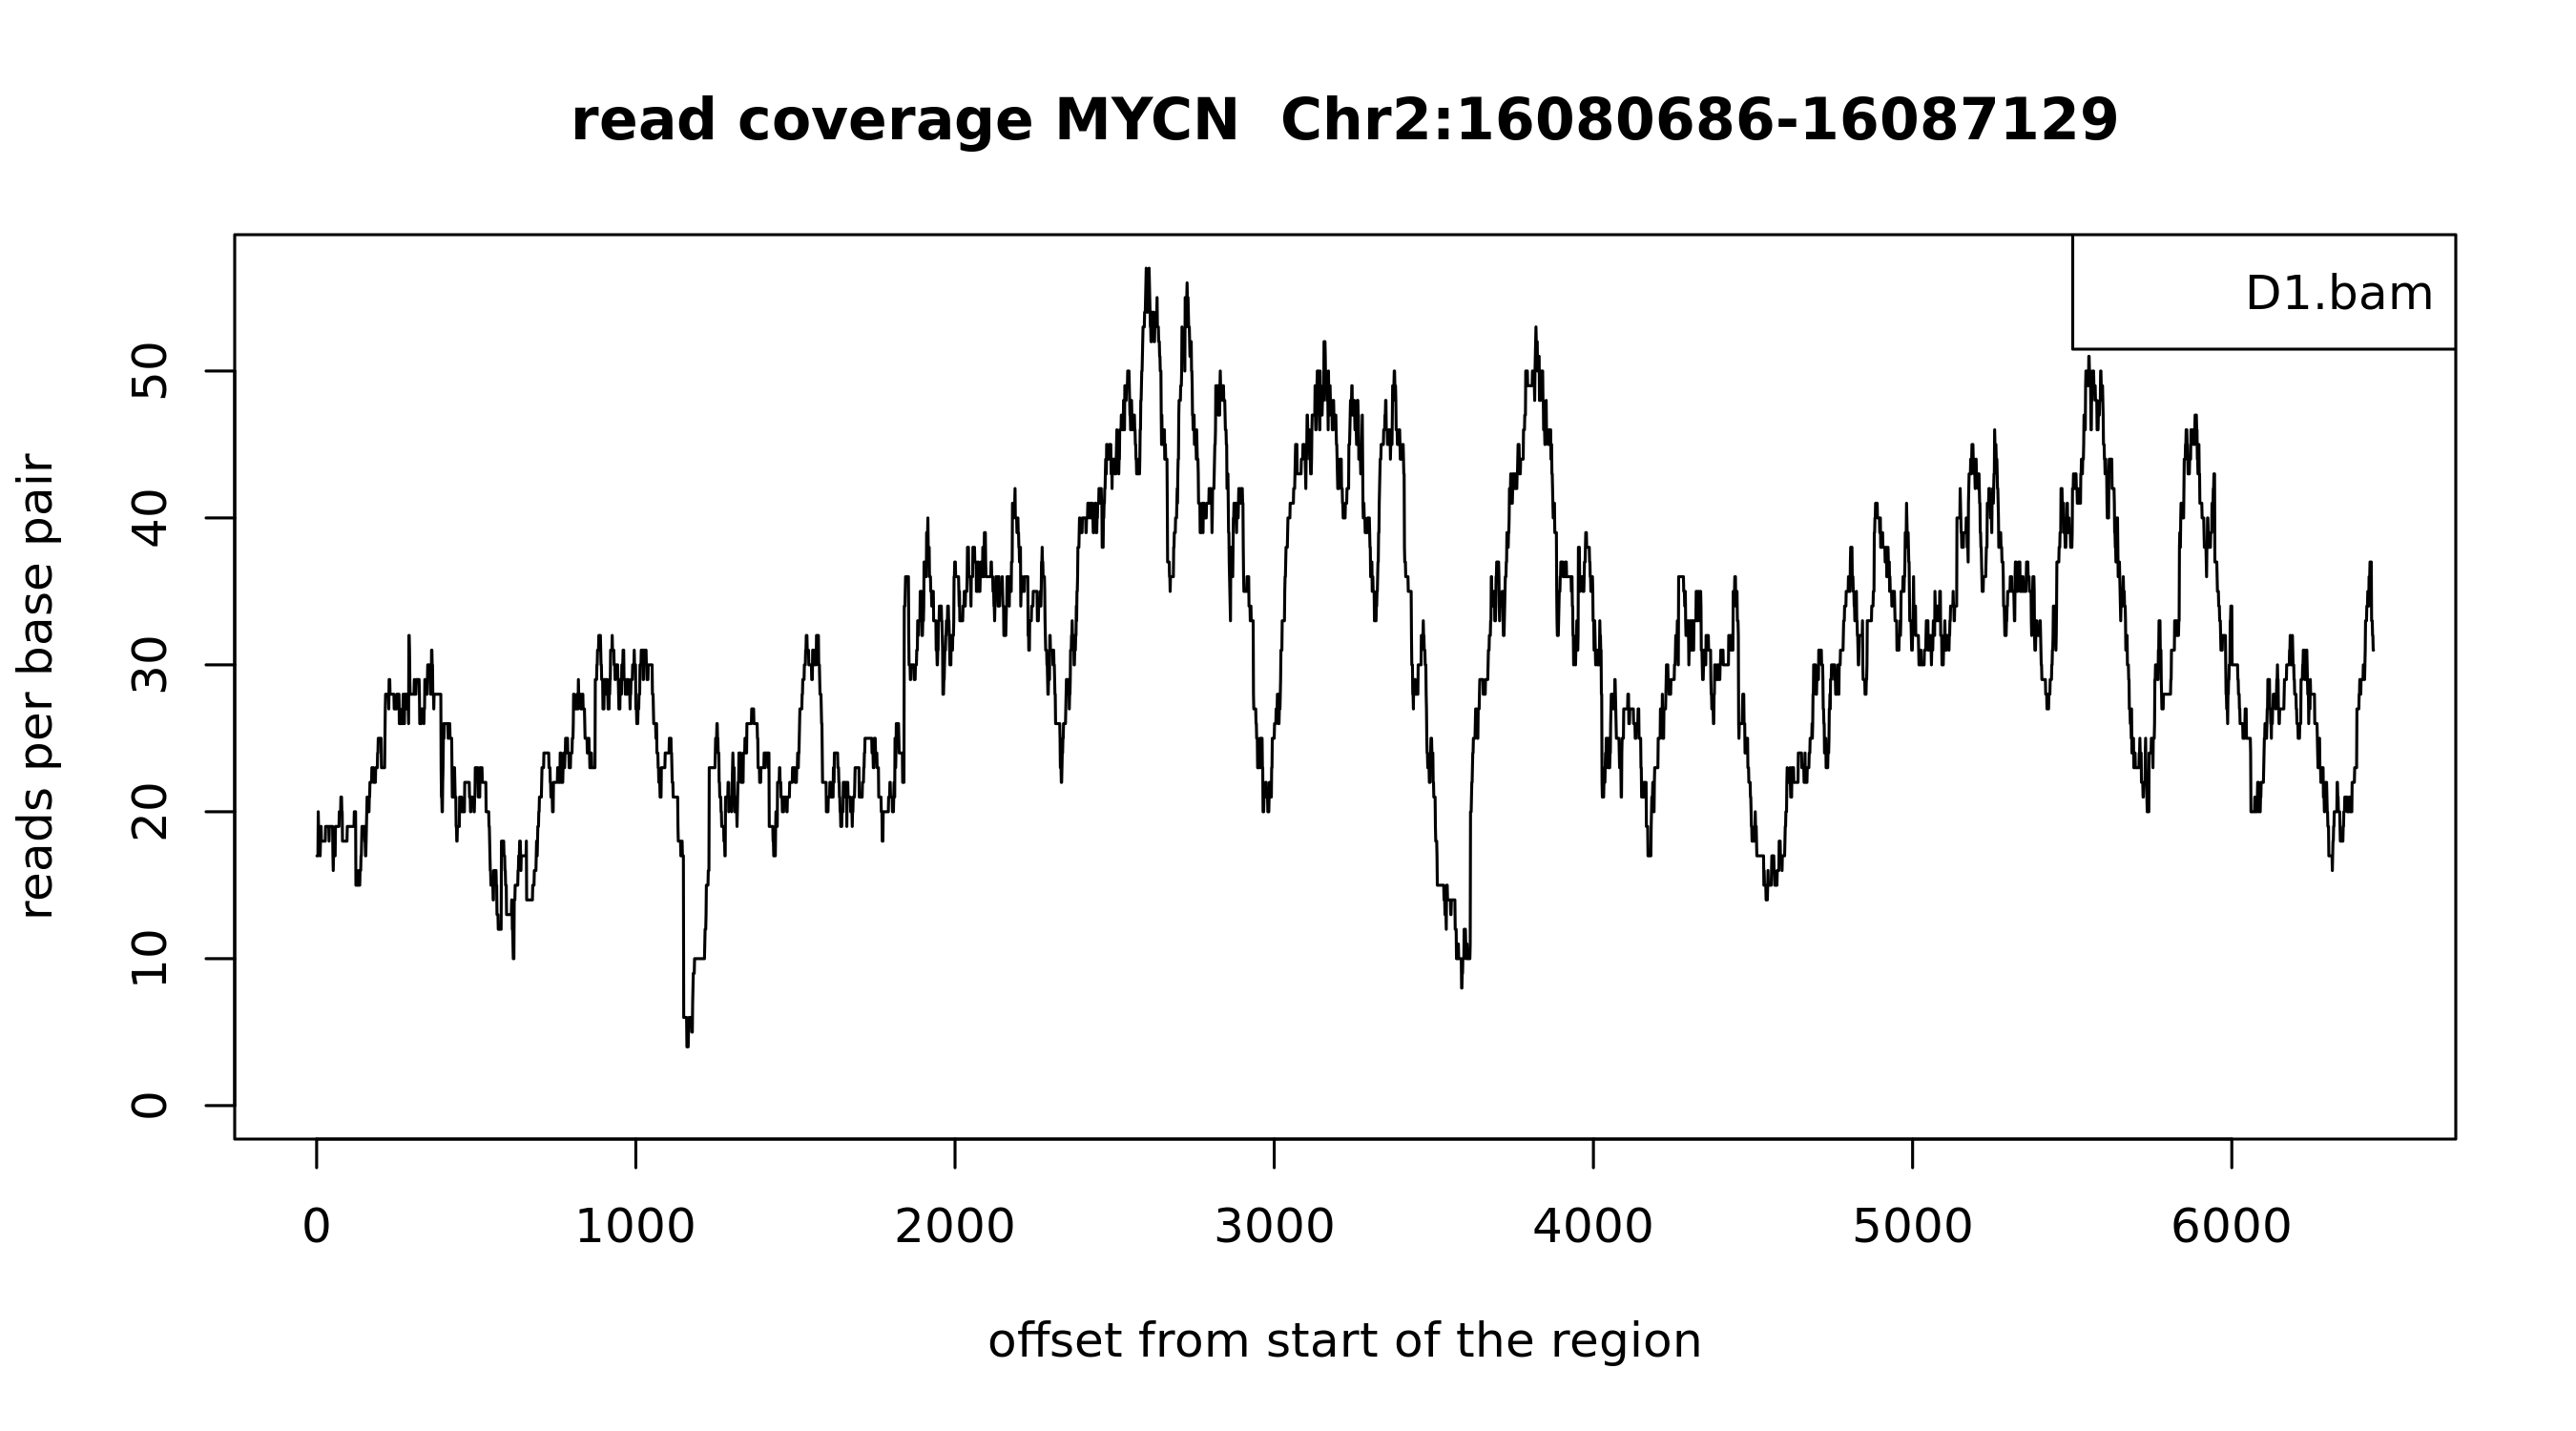 read coverage MYCN  Chr2:16080686-16087129
D1.bam
reads per base pair
50
40
30
20
10
0
0 1000 2000 3000 4000 5000 6000
offset from start of the region